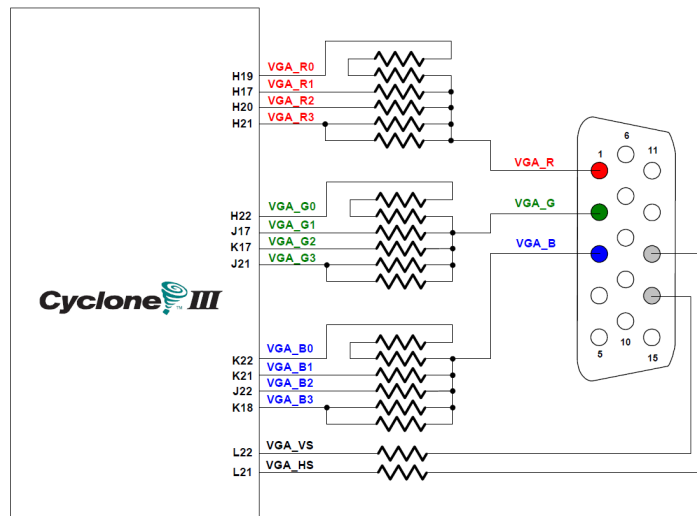 VGA_R0
H19
VGA_R1
H17
VGA_R2
H20
VGA_R3
H21
6
1
11
VGA_R
VGA_G0
H22
VGA_G1
J17
VGA_G2
K17
VGA_G3
J21
VGA_G
VGA_B
Cyclone III
TM
VGA_B0
K22
VGA_B1
K21
VGA_B2
J22
VGA_B3
K18
5
10
15
VGA_VS
L22
VGA_HS
L21